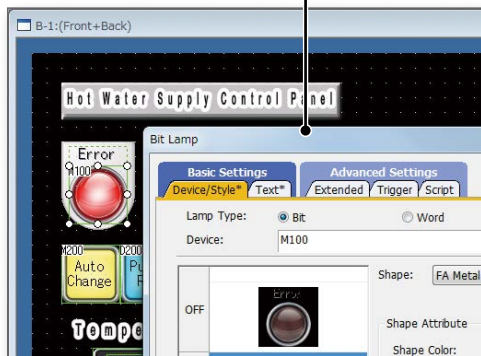 B-1:(Front+Back)
Hot Water Supply Control Panel
Bit Lamp
Error
M100
Basic Settings
Advanced Settings
Device/Style*
Text*
Extended
Trigger
Script
Lamp Type:
Bit
Word
Device:
M100
M200
D200
Auto
Change
Shape:
FA Metal
OFF
Error
Shape Attribute
Shape Color: